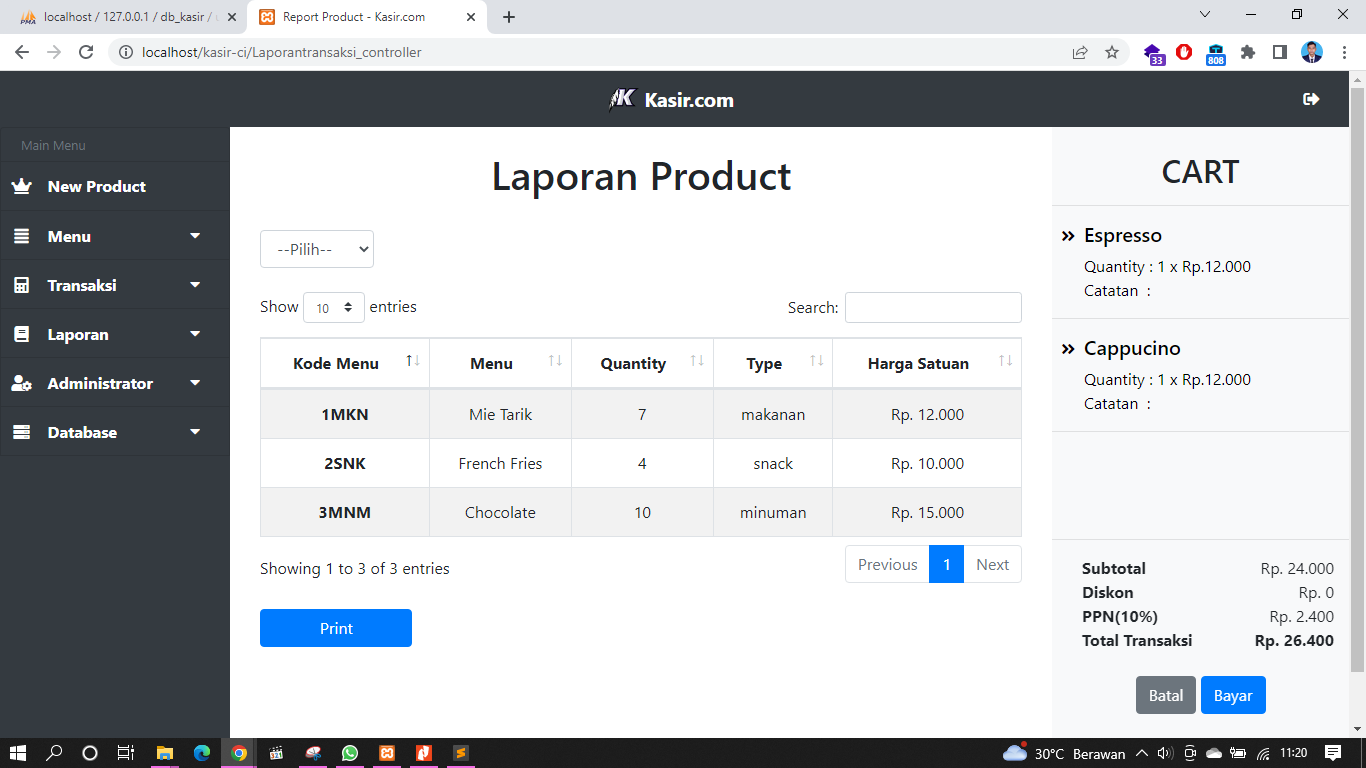 localhost / 127.0.0.1 / db_kasir /
Report Product - Kasir.com
localhost/kasir-ci/Laporantransaksi_controller
33
808
K Kasir.com
Main Menu
New Product
Menu
Transaksi
Laporan
Administrator
Database
Laporan Product
--Pilih--
Show 10 entries
Search:
Kode Menu Menu Quantity Type Harga Satuan
1MKN Mie Tarik 7 makanan Rp. 12.000
2SNK French Fries 4 snack Rp. 10.000
3MNM Chocolate 10 minuman Rp. 15.000
Showing 1 to 3 of 3 entries
Previous 1 Next
Print
CART
Espresso
Quantity : 1 x Rp.12.000
Catatan :
Cappucino
Quantity : 1 x Rp.12.000
Catatan :
Subtotal Rp. 24.000
Diskon Rp. 0
PPN(10%) Rp. 2.400
Total Transaksi Rp. 26.400
Batal Bayar
30°C Berawan 11:20